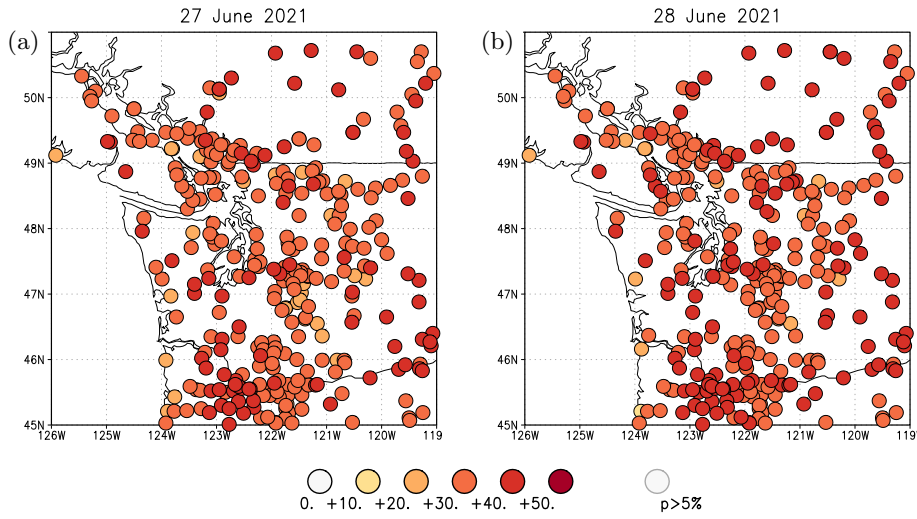 27 June 2021
28 June 2021
(a)
(b)
50N
49N
48N
47N
46N
45N
126W 125W 124W 123W 122W 121W 120W 119
50N
49N
48N
47N
46N
45N
126W 125W 124W 123W 122W 121W 120W 119
0. +10. +20. +30. +40. +50.
p>5%